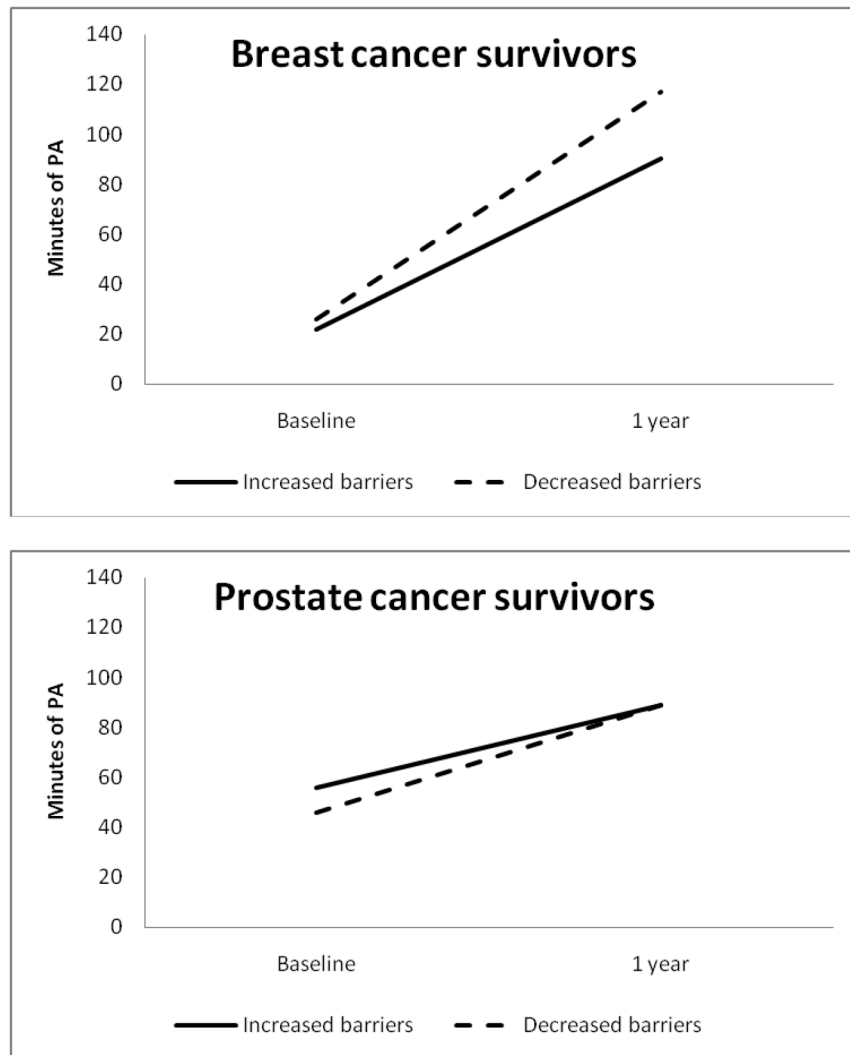 Breast cancer survivors
Minutes of PA
140
120
100
80
60
40
20
0
Baseline 1 year
Increased barriers Decreased barriers
Prostate cancer survivors
Minutes of PA
140
120
100
80
60
40
20
0
Baseline 1 year
Increased barriers Decreased barriers